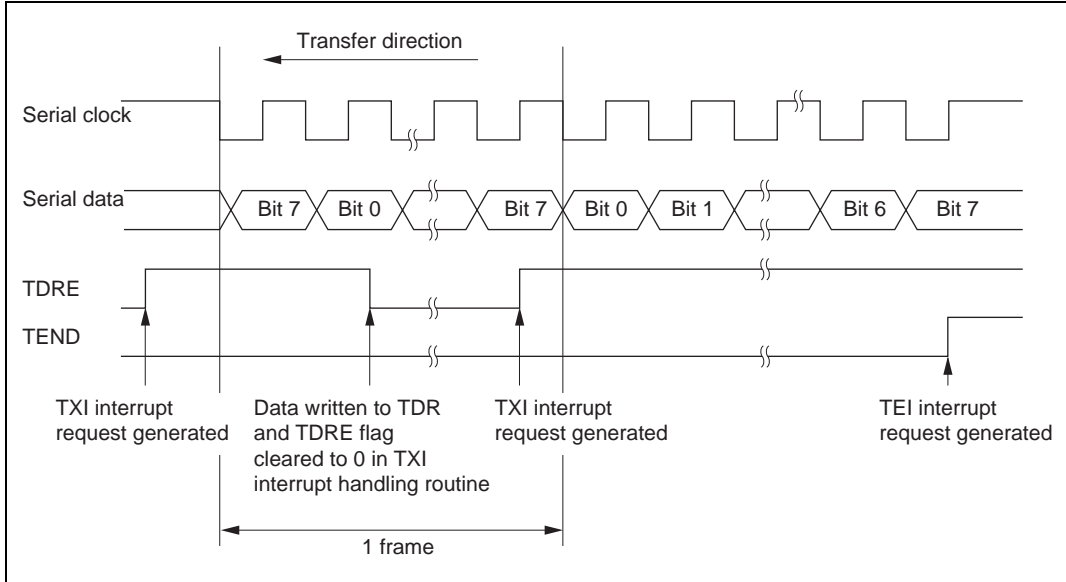 Transfer direction
Serial clock
Serial data
Bit 7
Bit 0
Bit 7
Bit 0
Bit 1
Bit 6
Bit 7
TDRE
TEND
TXI interrupt
request generated
Data written to TDR
and TDRE flag
cleared to 0 in TXI
interrupt handling routine
TXI interrupt
request generated
TEI interrupt
request generated
1 frame